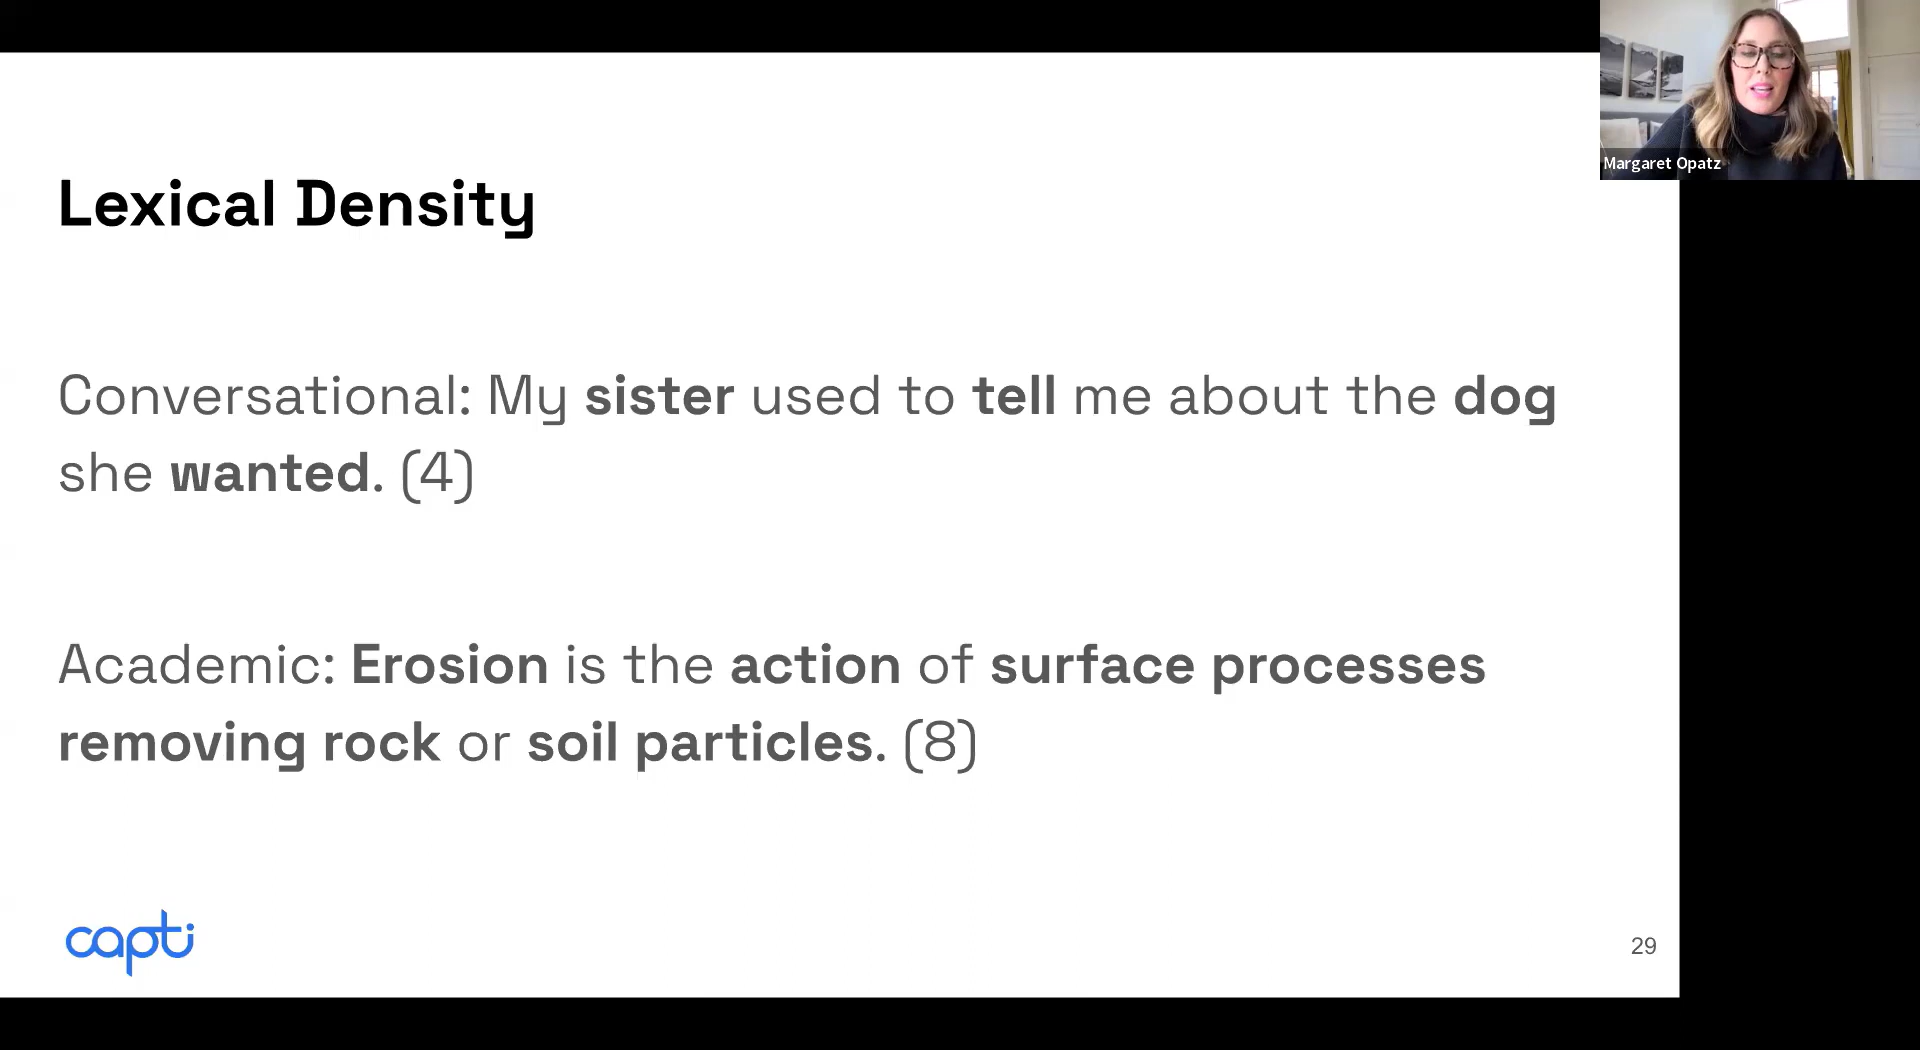 Margaret Opatz
Lexical Density
Conversational: My sister used to tell me about the dog
she wanted. (4)
Academic: Erosion is the action of surface processes
removing rock or soil particles. (8)
capti
29